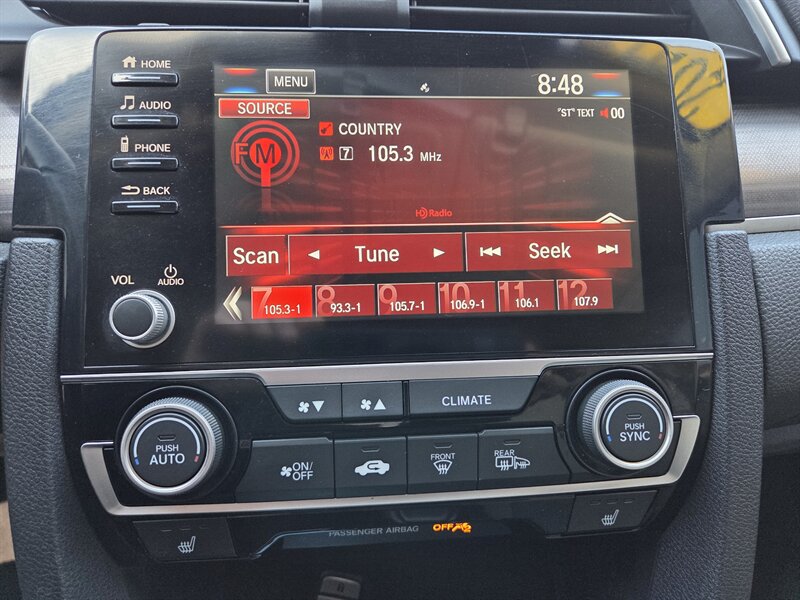 HOME
MENU
8:48
AUDIO
SOURCE
"ST" TEXT 00
COUNTRY
FM
7 105.3 MHz
PHONE
BACK
HD Radio
Scan Tune Seek
VOL
AUDIO
7 8 9 10 11 12
105.3-1 93.3-1 105.7-1 106.9-1 106.1 107.9
CLIMATE
PUSH
AUTO
PUSH
SYNC
ON/
OFF
FRONT
REAR
PASSENGER AIRBAG OFF